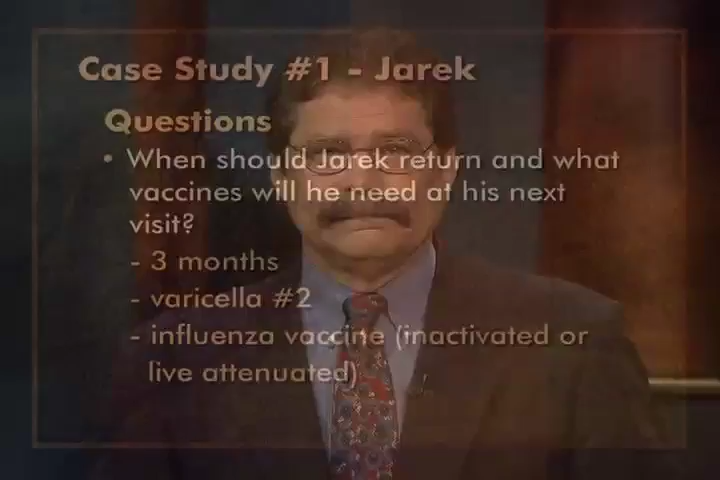 Case Study #1 - Jarek
Questions
• When should Jarek return and what
vaccines will he need at his next
visit?
- 3 months
- varicella #2
- influenza vaccine (inactivated or
live attenuated)